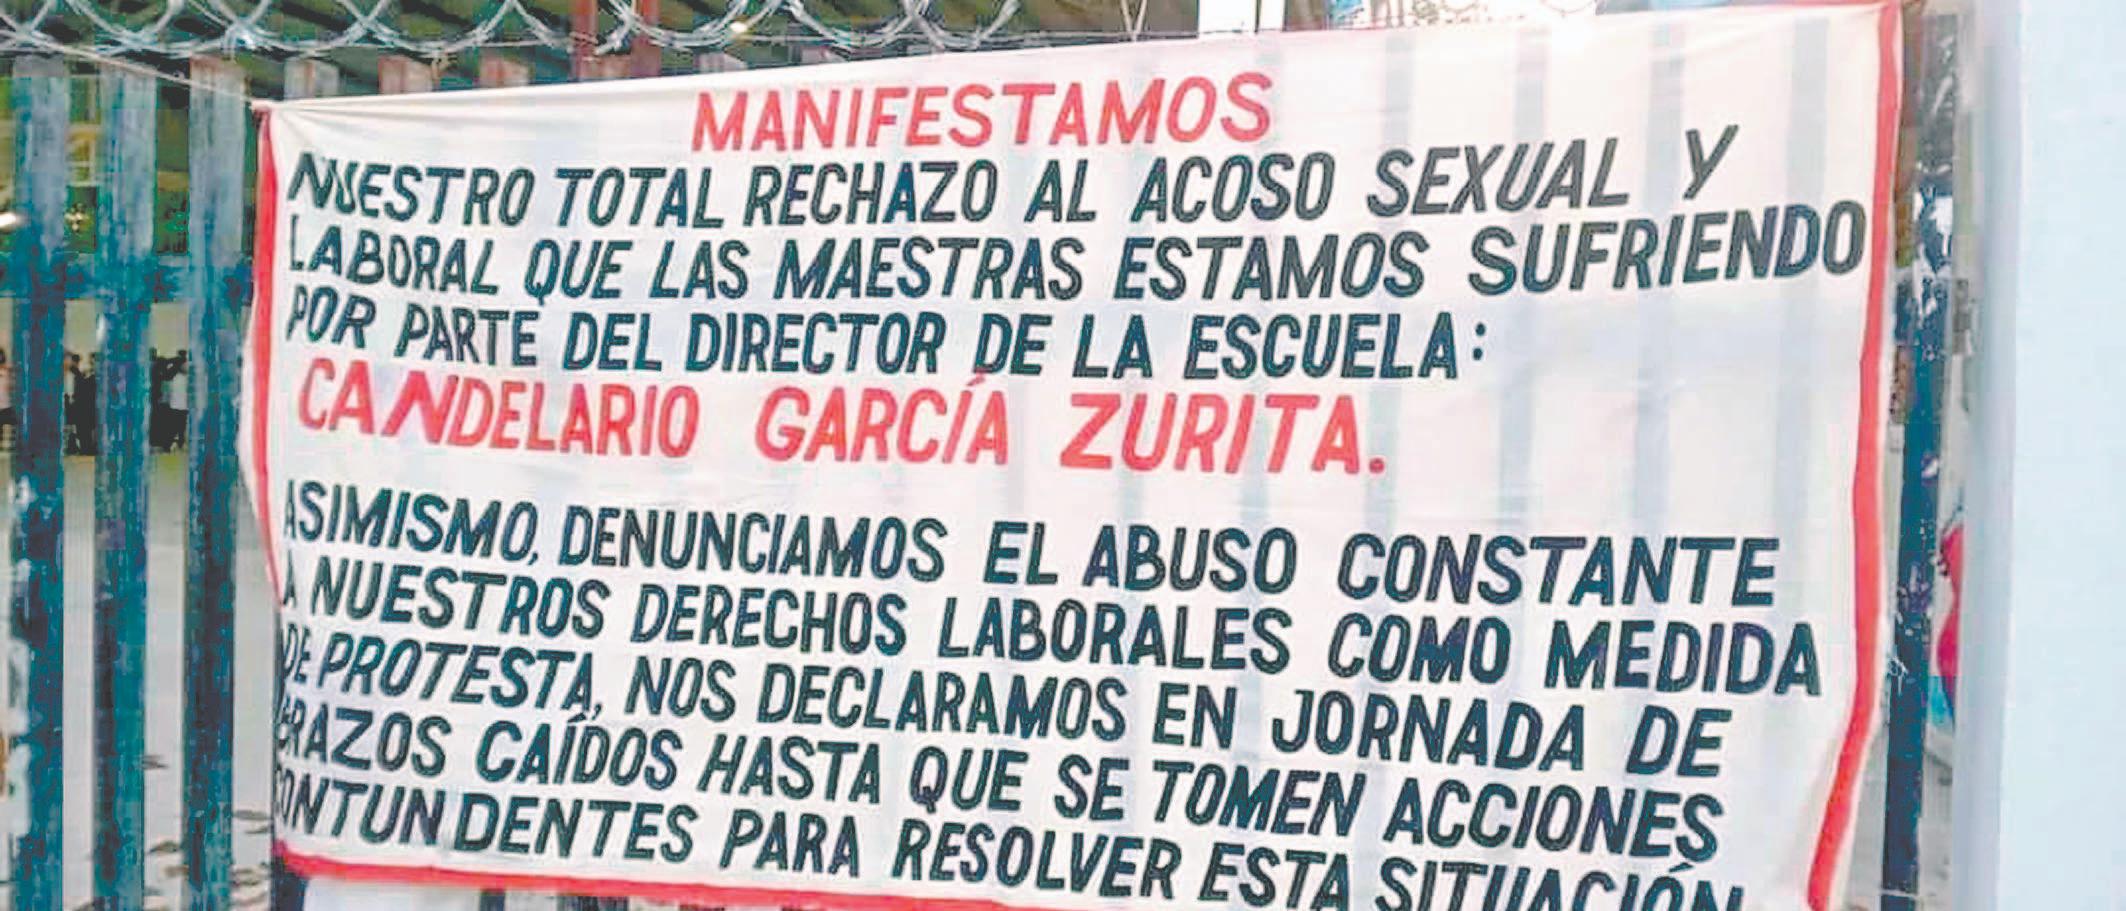 MANIFESTAMOS
NUESTRO TOTAL RECHAZO AL ACOSO SEXUAL Y
LABORAL QUE LAS MAESTRAS ESTAMOS SUFRIENDO
POR PARTE DEL DIRECTOR DE LA ESCUELA:
CANDELARIO GARCÍA ZURITA.
ASIMISMO, DENUNCIAMOS EL ABUSO CONSTANTE
A NUESTROS DERECHOS LABORALES COMO MEDIDA
DE PROTESTA, NOS DECLARAMOS EN JORNADA DE
BRAZOS CAÍDOS HASTA QUE SE TOMEN ACCIONES
CONTUNDENTES PARA RESOLVER ESTA SITUACIÓN